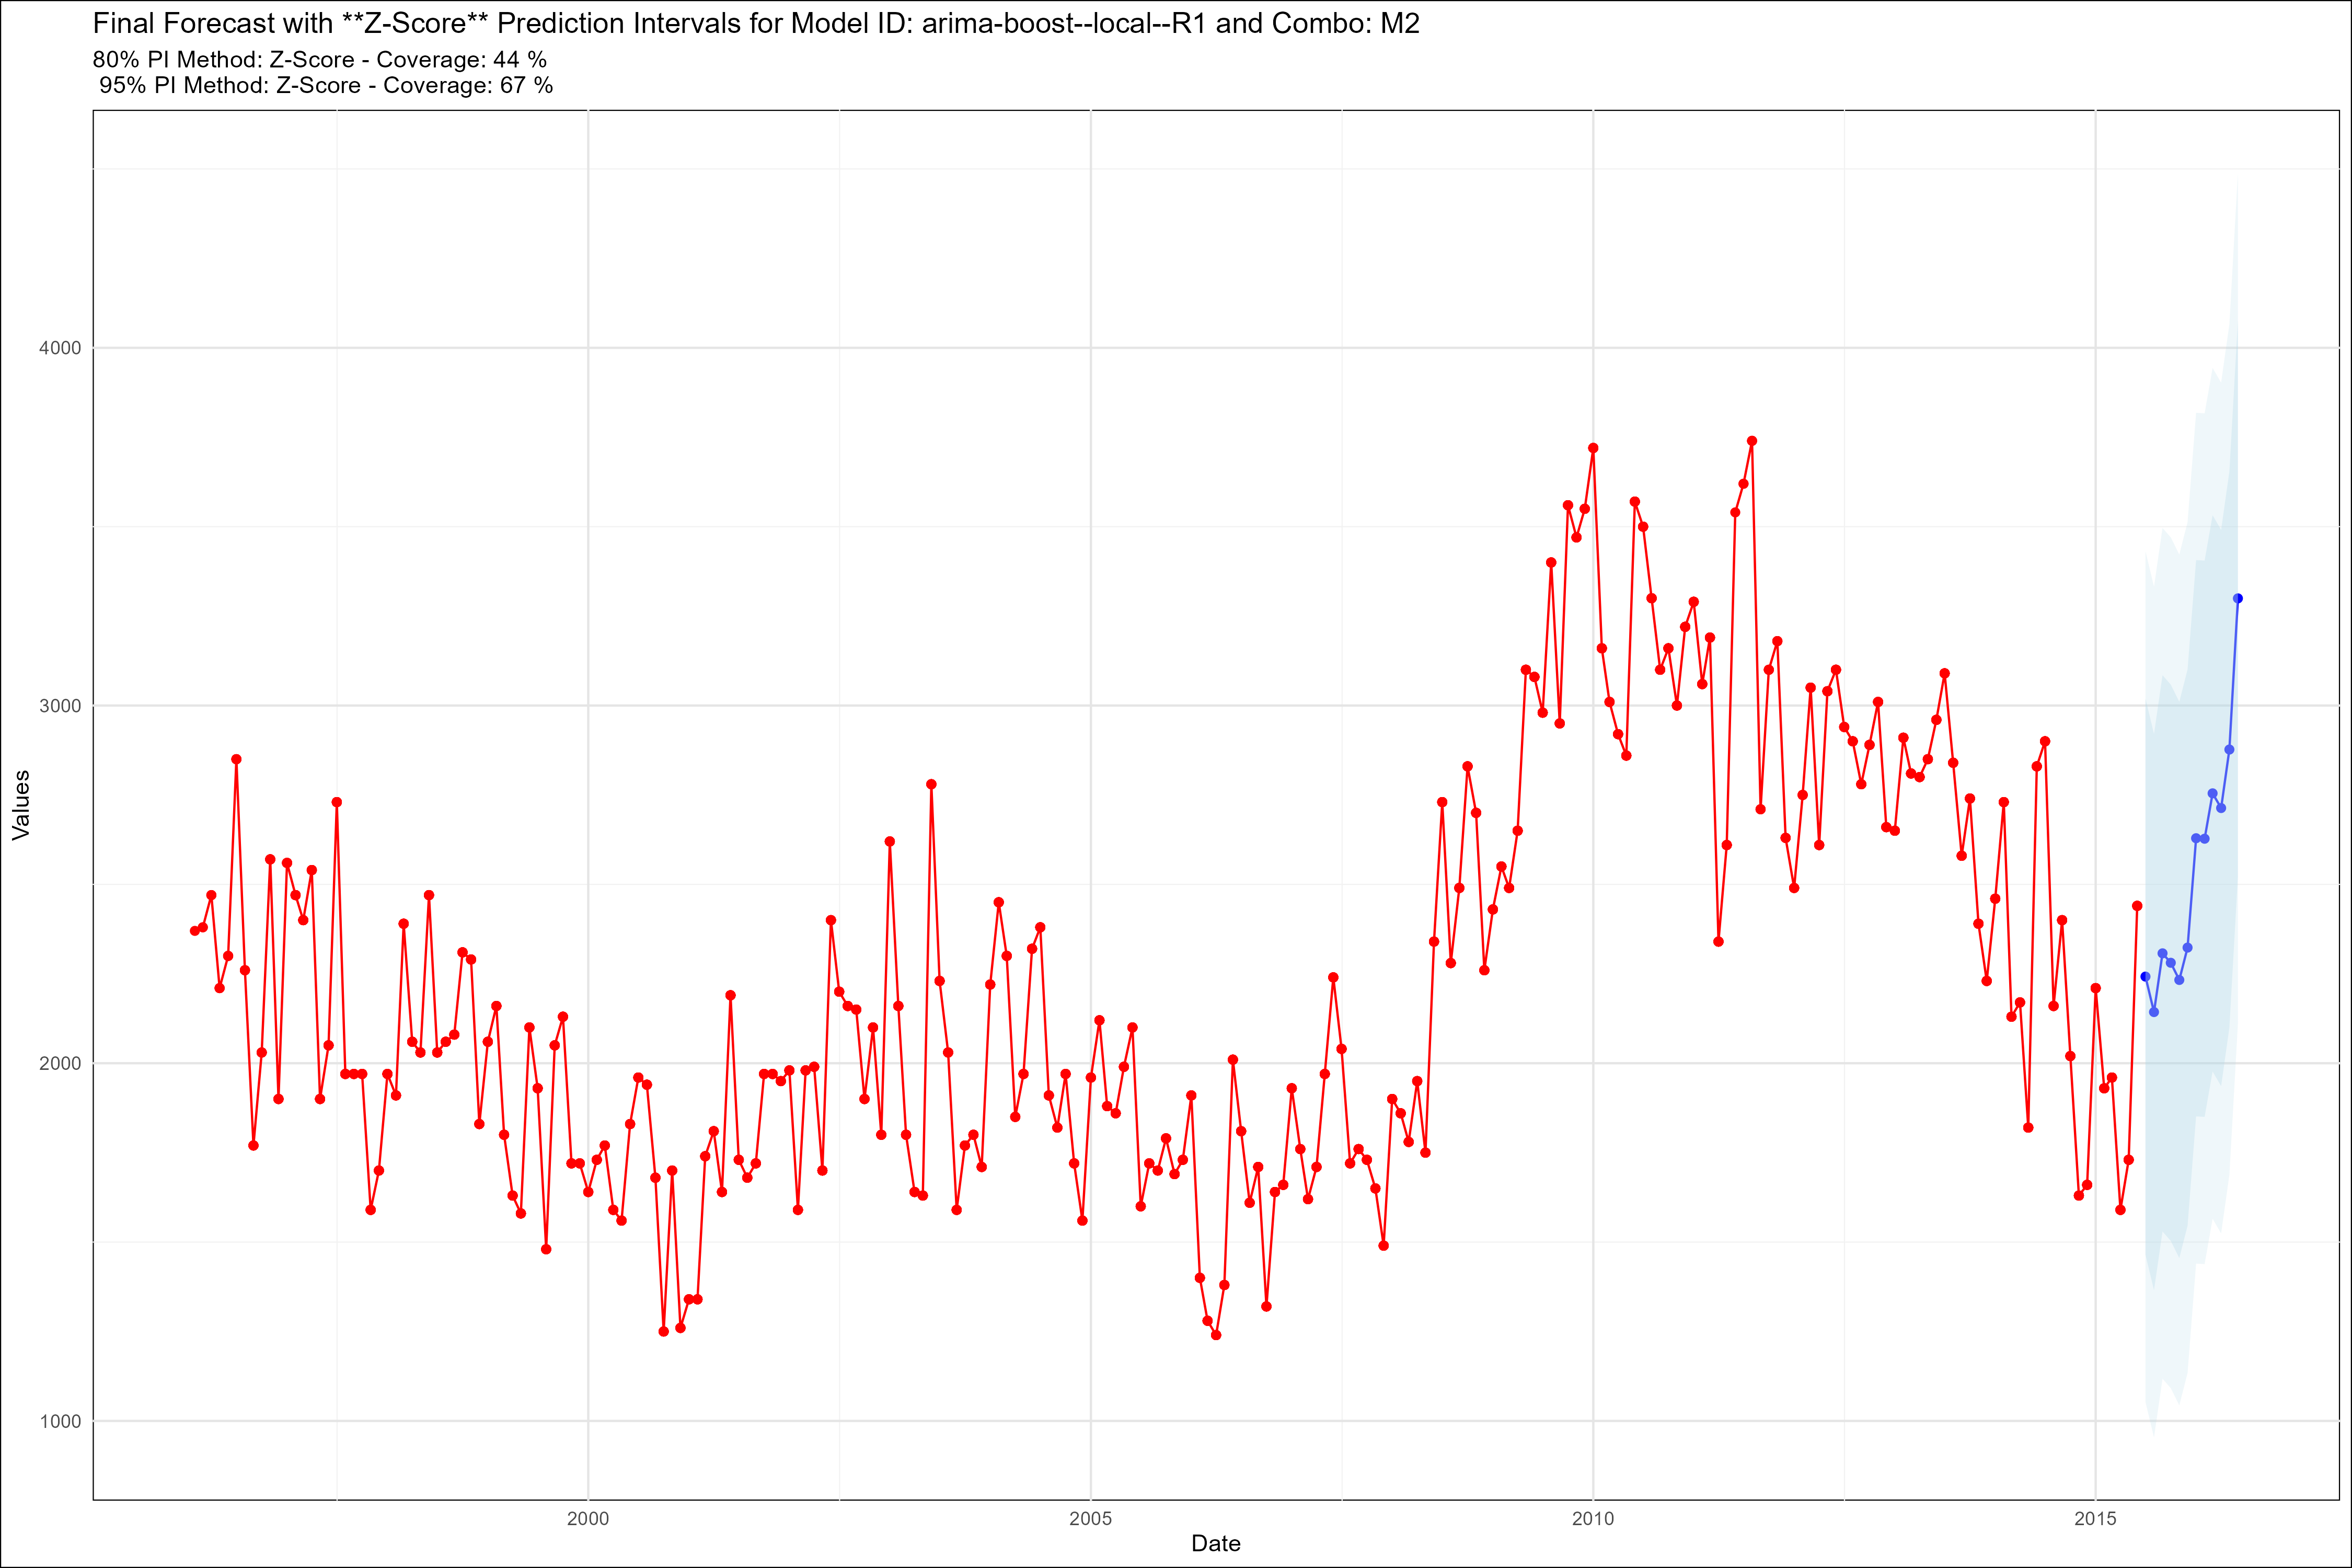 Final Forecast with **Z-Score** Prediction Intervals for Model ID: arima-boost--local--R1 and Combo: M2
80% PI Method: Z-Score - Coverage: 44 %
95% PI Method: Z-Score - Coverage: 67 %
Values
4000
3000
2000
1000
2000
2005
2010
2015
Date